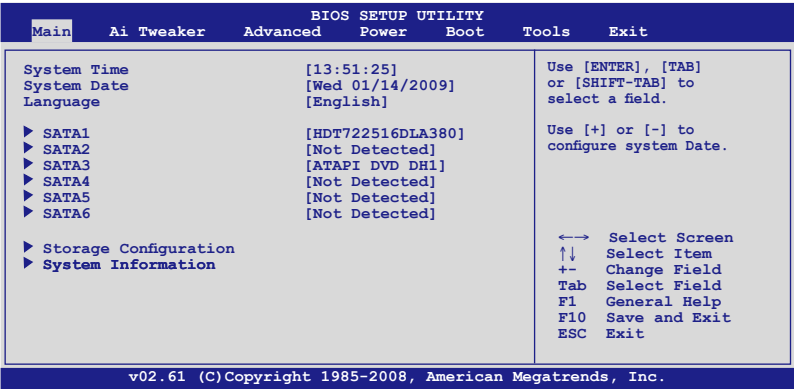 BIOS SETUP UTILITY
Main Ai Tweaker Advanced Power Boot Tools Exit
System Time [13:51:25]
System Date [Wed 01/14/2009]
Language [English]
SATA1 [HDT722516DLA380]
SATA2 [Not Detected]
SATA3 [ATAPI DVD DH1]
SATA4 [Not Detected]
SATA5 [Not Detected]
SATA6 [Not Detected]
Storage Configuration
System Information
Use [ENTER], [TAB]
or [SHIFT-TAB] to
select a field.
Use [+] or [-] to
configure system Date.
←→ Select Screen
↑↓ Select Item
+- Change Field
Tab Select Field
F1 General Help
F10 Save and Exit
ESC Exit
v02.61 (C)Copyright 1985-2008, American Megatrends, Inc.